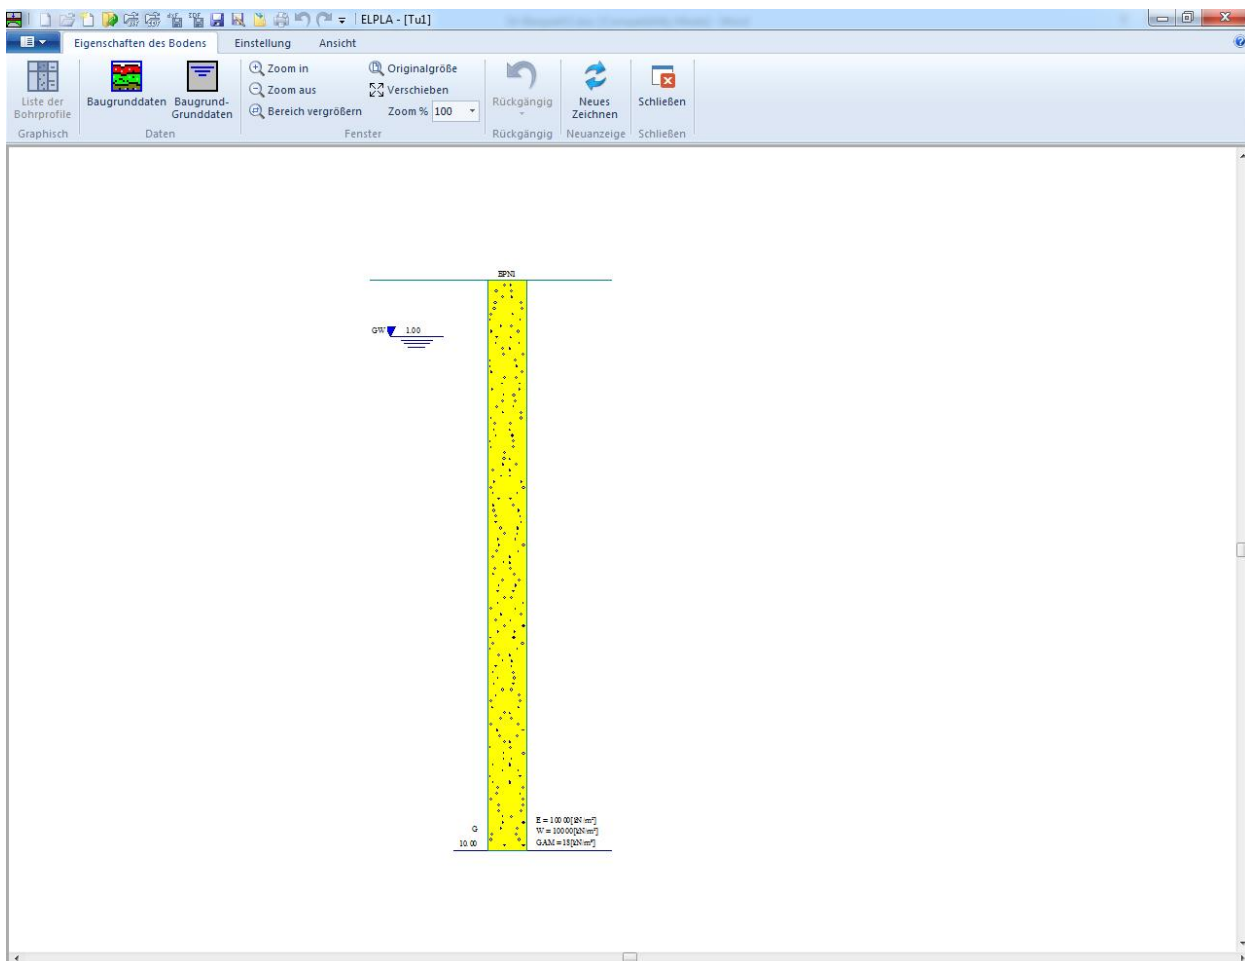 ELPLA - [Tu1]
Eigenschaften des Bodens Einstellung Ansicht
Liste der Bohrprofile
Baugrunddaten
Baugrund-Grunddaten
Zoom in
Zoom aus
Bereich vergrößern
Originalgröße
Verschieben
Zoom % 100
Rückgängig
Neues Zeichnen
Schließen
Graphisch Daten Fenster Rückgängig Neuanzeige Schließen
BPN1
GW 1.00
G
10.00
E = 10000[kN/m²]
W = 10000[kN/m²]
GAM = 18[kN/m³]